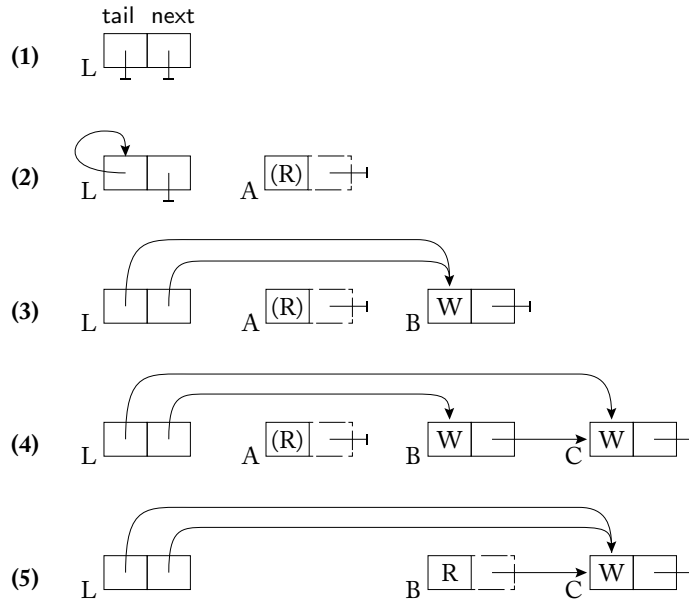 tail next
(1) L
(2) L A (R)
(3) L A (R) B W
(4) L A (R) B W C W
(5) L B R C W